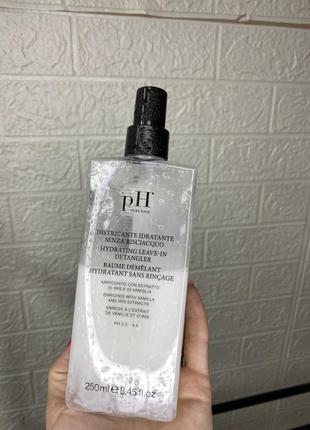 pH
PURE HAIR
DISTRICANTE IDRATANTE
SENZA RISCIACQUO
HYDRATING LEAVE-IN
DETANGLER
BAUME DÉMÊLANT
HYDRATANT SANS RINÇAGE
ARRICCHITO CON ESTRATTO
DI IRIS E DI VANIGLIA
ENRICHED WITH VANILLA
AND IRIS EXTRACTS
ENRICHI À L'EXTRAIT
DE VANILLE ET D'IRIS
250ml e 8.45fl.oz